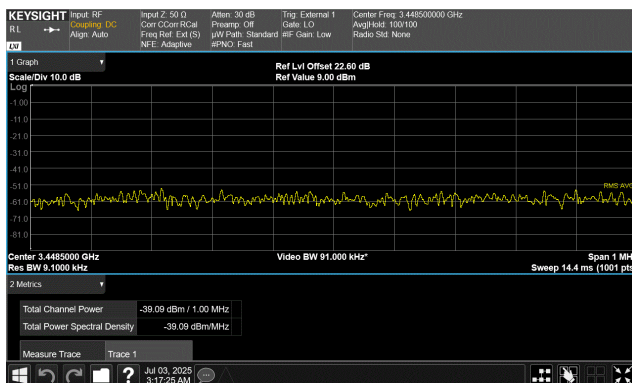 KEYSIGHT Input: RF Input Z: 50 Ω Atten: 30 dB Trig: External 1 Center Freq: 3.448500000 GHz
R L Coupling: DC Corr CCorr RCal Preamp: Off Gate: LO Avg|Hold: 100/100
Align: Auto Freq Ref: Ext (S) µW Path: Standard #IF Gain: Low Radio Std: None
LXI NFE: Adaptive #PNO: Fast
1 Graph
Ref Lvl Offset 22.60 dB
Scale/Div 10.0 dB Ref Value 9.00 dBm
Log
-1.00
-11.0
-21.0
-31.0
-41.0
-51.0 RMS AVG
-61.0
-71.0
-81.0
Center 3.4485000 GHz Video BW 91.000 kHz* Span 1 MH
Res BW 9.1000 kHz Sweep 14.4 ms (1001 pts
2 Metrics
Total Channel Power -39.09 dBm / 1.00 MHz
Total Power Spectral Density -39.09 dBm/MHz
Measure Trace Trace 1
? Jul 03, 2025
3:17:25 AM